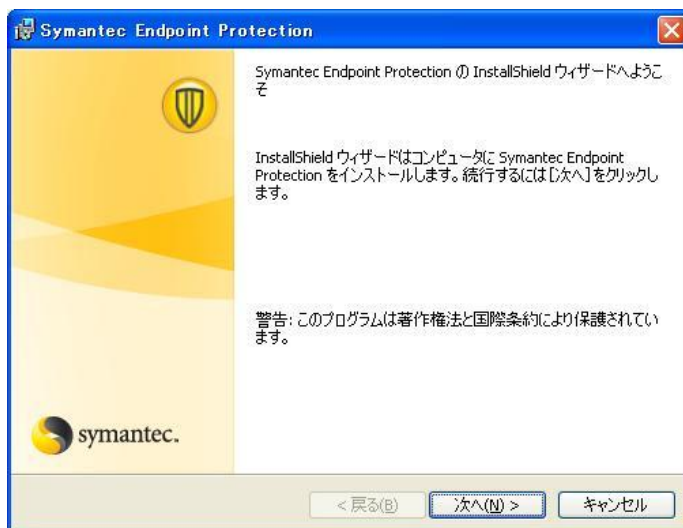 Symantec Endpoint Protection
Symantec Endpoint Protection の InstallShield ウィザードへようこ
そ
InstallShield ウィザードはコンピュータに Symantec Endpoint
Protection をインストールします。続行するには[次へ]をクリックし
ます。
警告: このプログラムは著作権法と国際条約により保護されてい
ます。
symantec.
< 戻る(B)
次へ(N) >
キャンセル